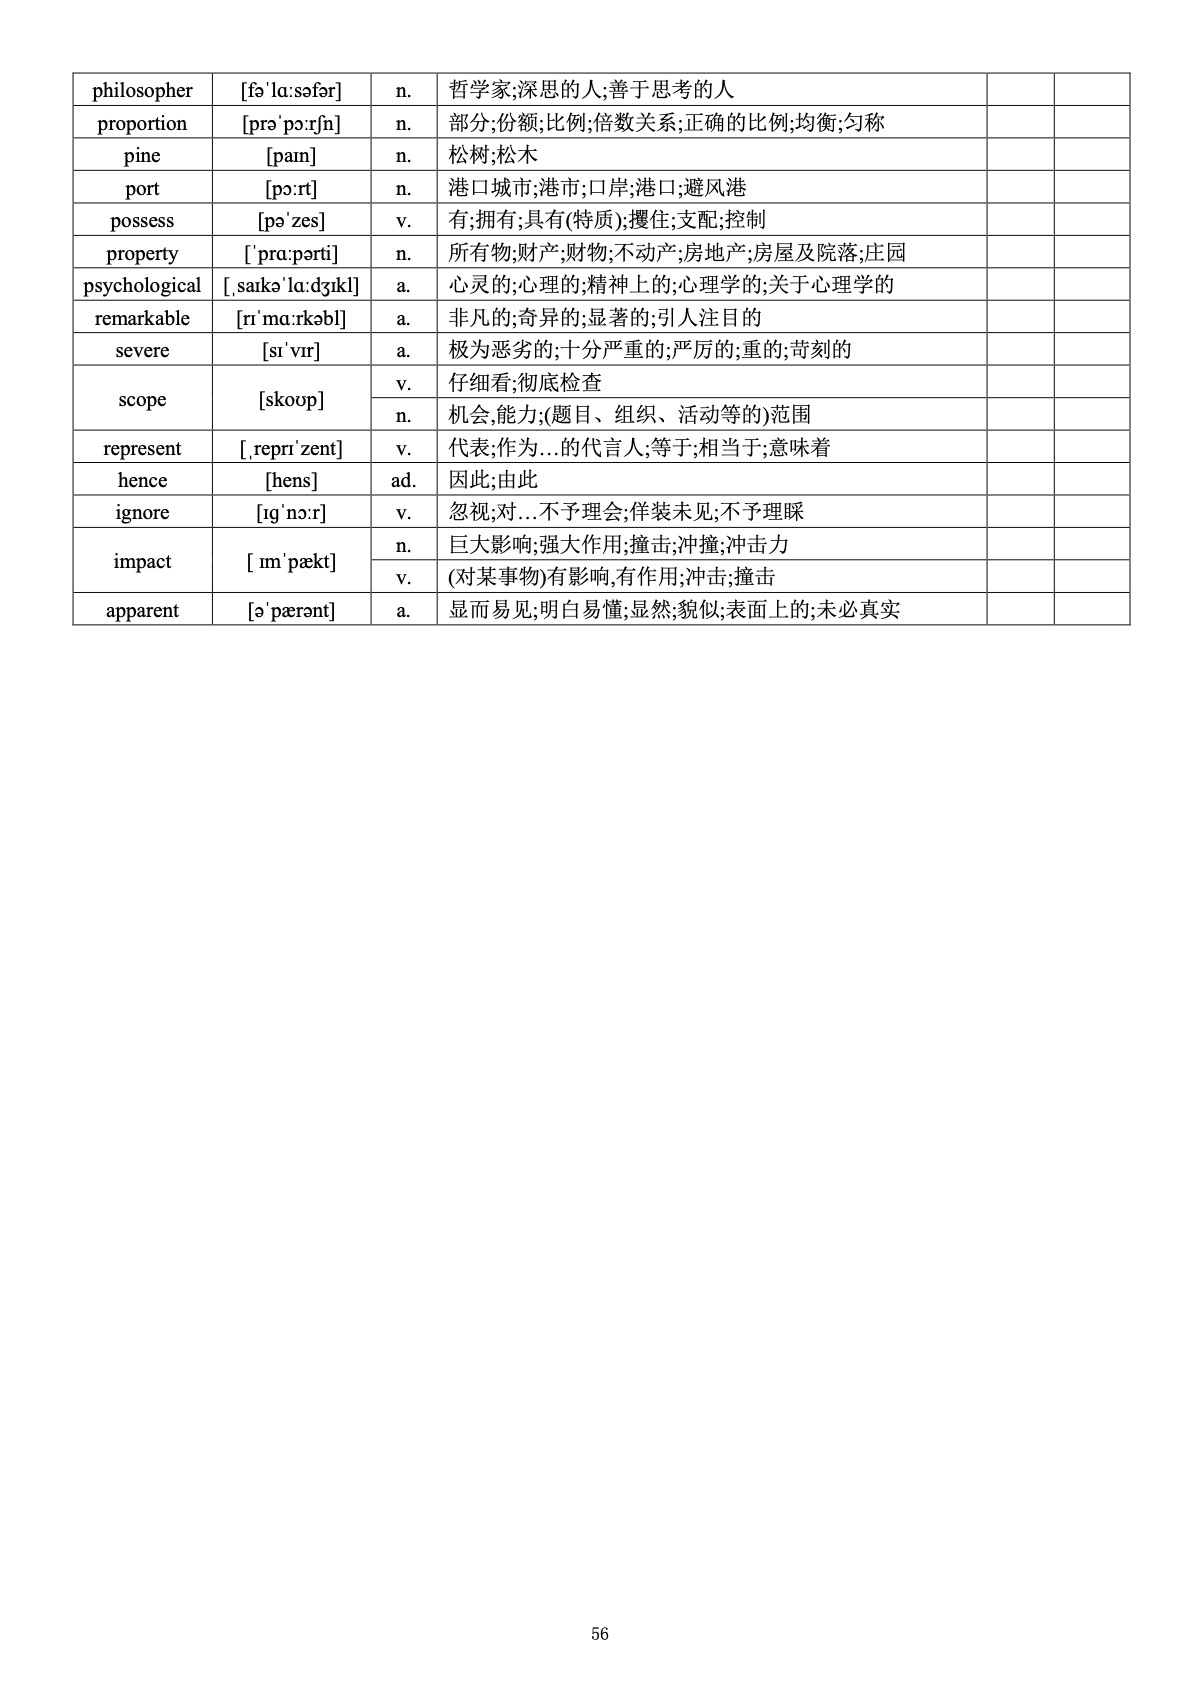 philosopher [fəˈlɑːsəfər] n. 哲学家;深思的人;善于思考的人
proportion [prəˈpɔːrʃn] n. 部分;份额;比例;倍数关系;正确的比例;均衡;匀称
pine [paɪn] n. 松树;松木
port [pɔːrt] n. 港口城市;港市;口岸;港口;避风港
possess [pəˈzes] v. 有;拥有;具有(特质);攫住;支配;控制
property [ˈprɑːpərti] n. 所有物;财产;财物;不动产;房地产;房屋及院落;庄园
psychological [ˌsaɪkəˈlɑːdʒɪkl] a. 心灵的;心理的;精神上的;心理学的;关于心理学的
remarkable [rɪˈmɑːrkəbl] a. 非凡的;奇异的;显著的;引人注目的
severe [sɪˈvɪr] a. 极为恶劣的;十分严重的;严厉的;重的;苛刻的
scope [skoʊp] v. 仔细看;彻底检查
n. 机会,能力;(题目、组织、活动等的)范围
represent [ˌreprɪˈzent] v. 代表;作为…的代言人;等于;相当于;意味着
hence [hens] ad. 因此;由此
ignore [ɪɡˈnɔːr] v. 忽视;对…不予理会;佯装未见;不予理睬
impact [ ɪmˈpækt] n. 巨大影响;强大作用;撞击;冲撞;冲击力
v. (对某事物)有影响,有作用;冲击;撞击
apparent [əˈpærənt] a. 显而易见;明白易懂;显然;貌似;表面上的;未必真实
56